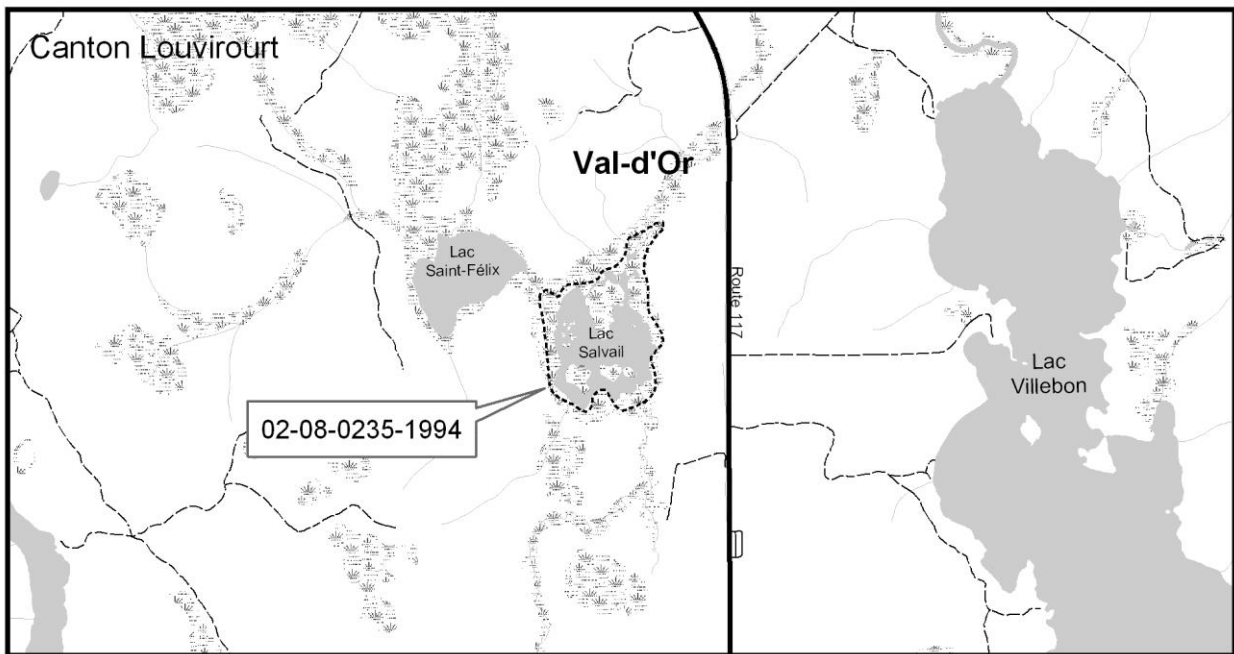 Canton Louvirourt
Val-d'Or
Lac
Saint-Félix
Lac
Salvail
Route 117
Lac
Villebon
02-08-0235-1994